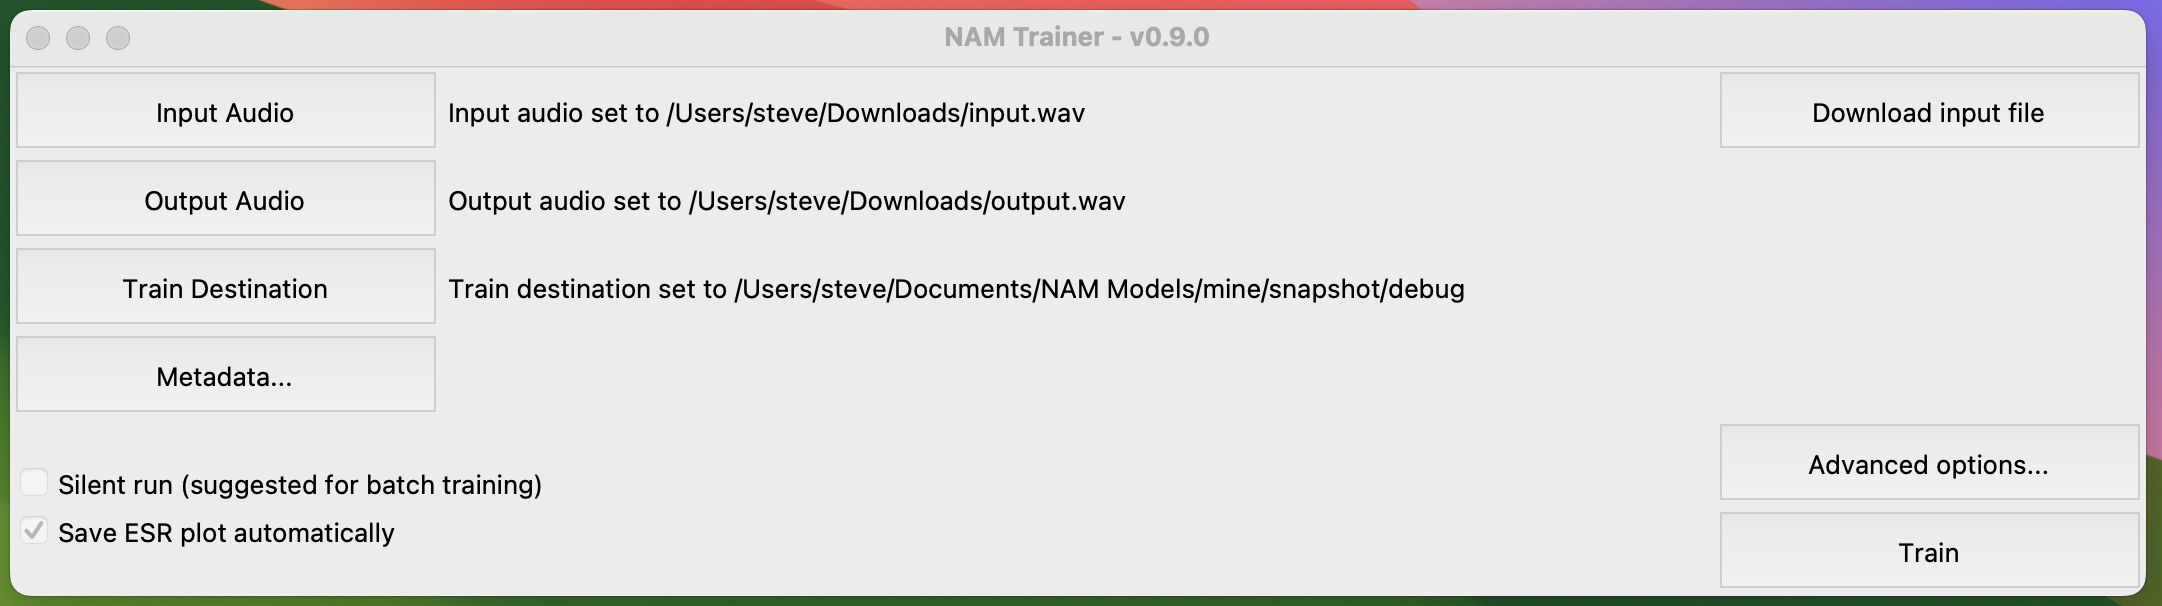 NAM Trainer - v0.9.0
Input Audio
Input audio set to /Users/steve/Downloads/input.wav
Download input file
Output Audio
Output audio set to /Users/steve/Downloads/output.wav
Train Destination
Train destination set to /Users/steve/Documents/NAM Models/mine/snapshot/debug
Metadata...
Advanced options...
Silent run (suggested for batch training)
Save ESR plot automatically
Train